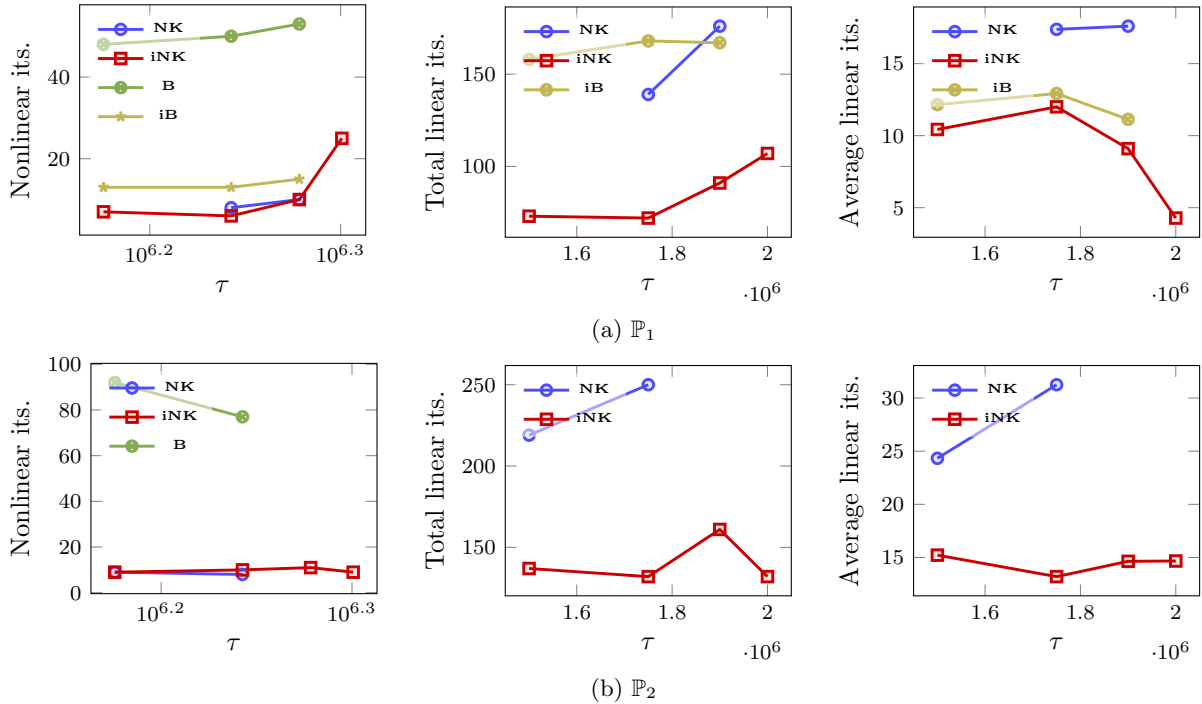 Nonlinear its.
40
20
NK
iNK
B
iB
10^6.2
10^6.3
τ
Total linear its.
150
100
NK
iNK
iB
1.6
1.8
2
τ
·10^6
Average linear its.
15
10
5
NK
iNK
iB
1.6
1.8
2
τ
·10^6
(a) ℙ₁
Nonlinear its.
100
80
60
40
20
0
NK
iNK
B
10^6.2
10^6.3
τ
Total linear its.
250
200
150
NK
iNK
1.6
1.8
2
τ
·10^6
Average linear its.
30
25
20
15
NK
iNK
1.6
1.8
2
τ
·10^6
(b) ℙ₂